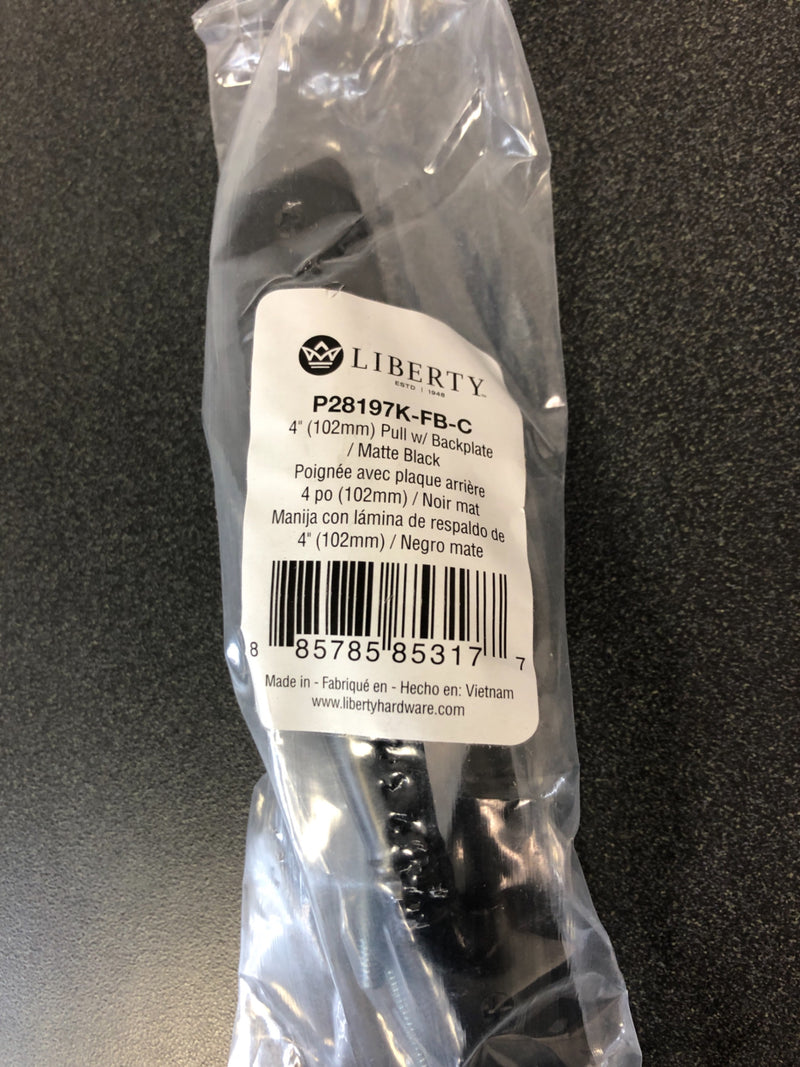 LIBERTY™
ESTD | 1948
P28197K-FB-C
4" (102mm) Pull w/ Backplate
/ Matte Black
Poignée avec plaque arrière
4 po (102mm) / Noir mat
Manija con lámina de respaldo de
4" (102mm) / Negro mate
8 85785 85317 7
Made in - Fabriqué en - Hecho en: Vietnam
www.libertyhardware.com